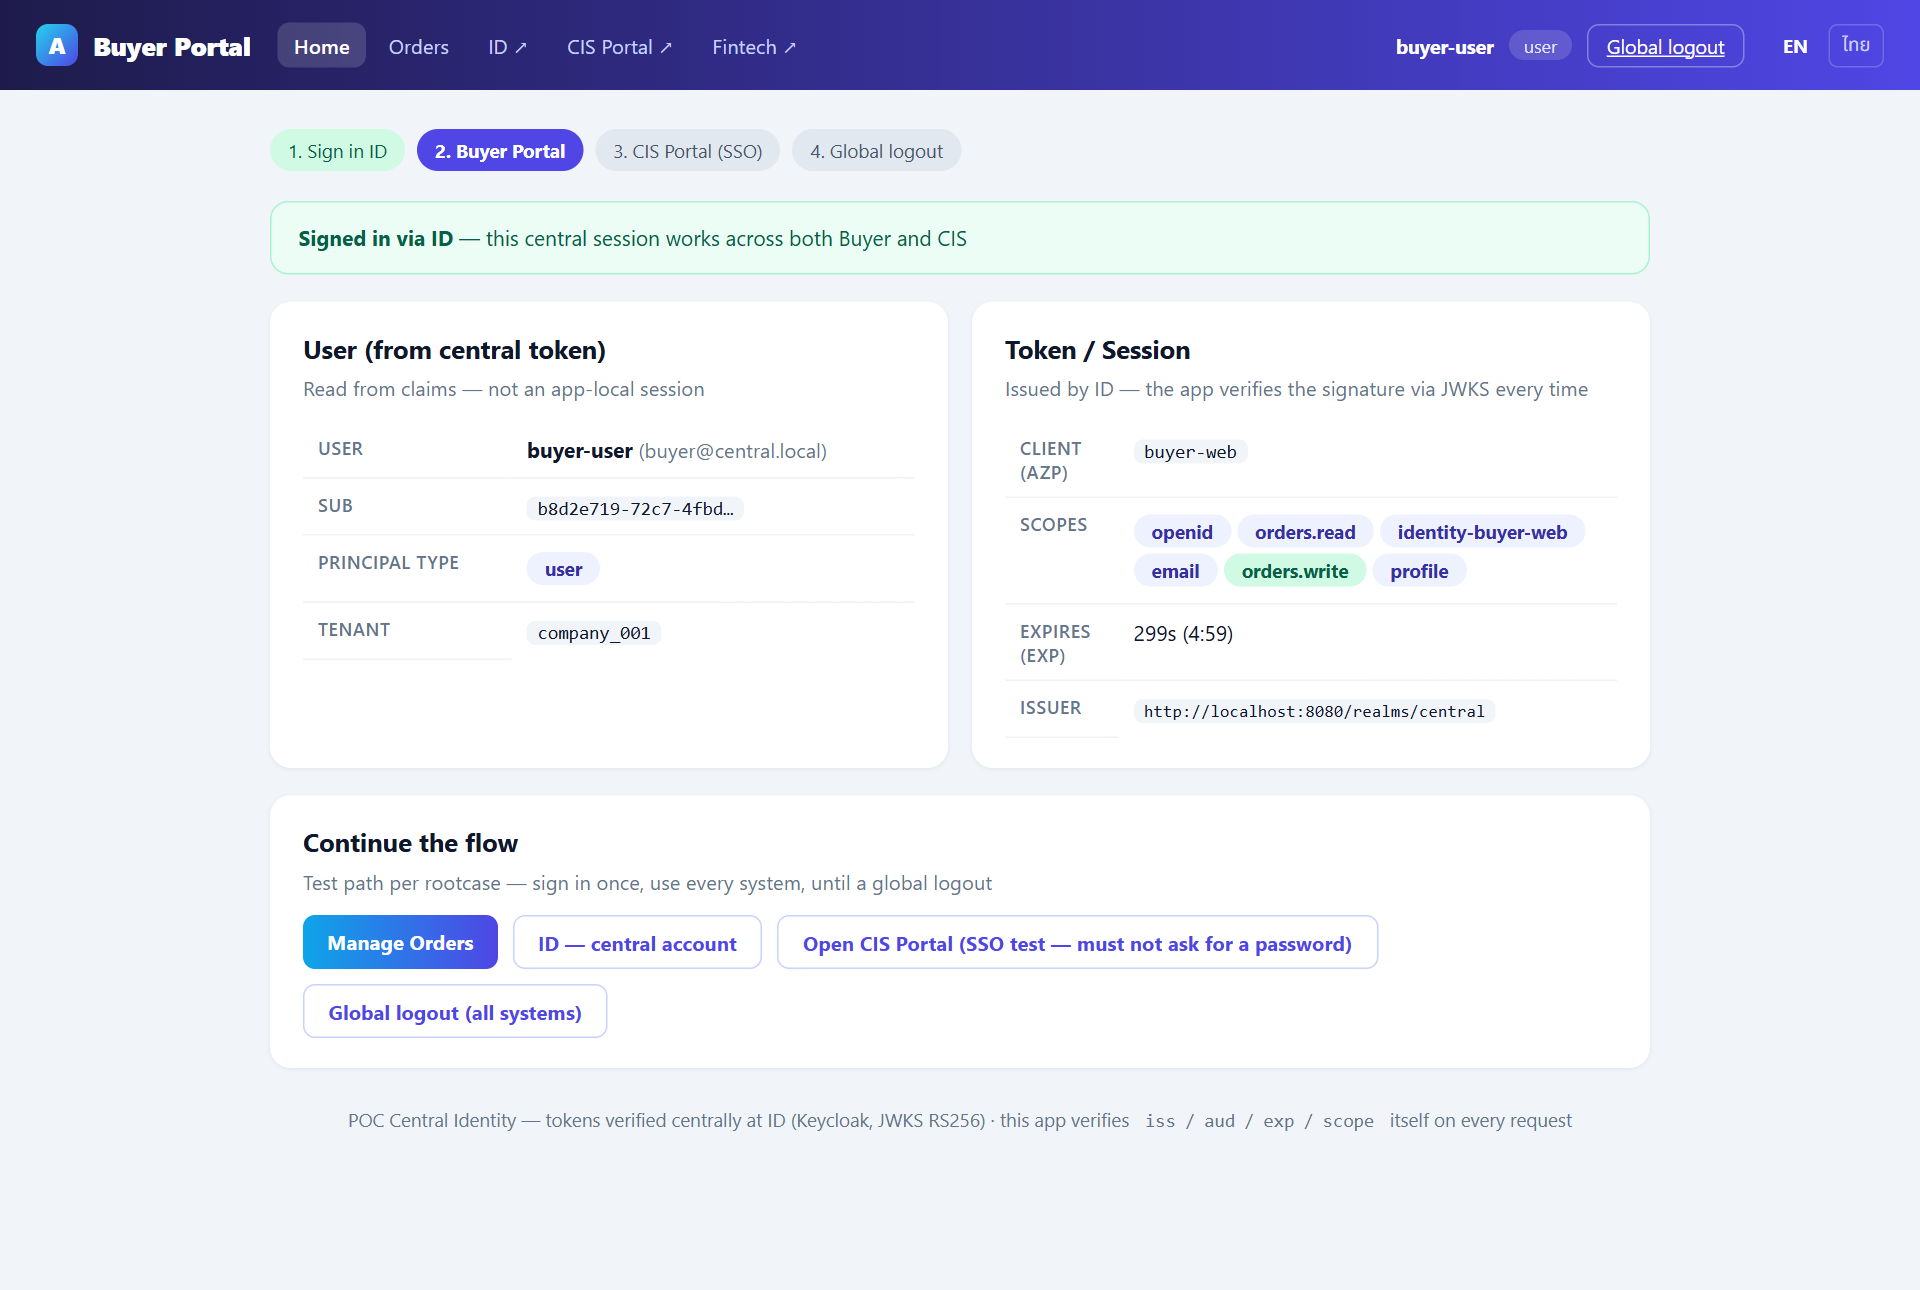 A Buyer Portal Home Orders ID ↗ CIS Portal ↗ Fintech ↗ buyer-user user Global logout EN ไทย
1. Sign in ID 2. Buyer Portal 3. CIS Portal (SSO) 4. Global logout
Signed in via ID — this central session works across both Buyer and CIS
User (from central token)
Read from claims — not an app-local session
USER buyer-user (buyer@central.local)
SUB b8d2e719-72c7-4fbd…
PRINCIPAL TYPE user
TENANT company_001
Token / Session
Issued by ID — the app verifies the signature via JWKS every time
CLIENT (AZP) buyer-web
SCOPES openid orders.read identity-buyer-web
email orders.write profile
EXPIRES (EXP) 299s (4:59)
ISSUER http://localhost:8080/realms/central
Continue the flow
Test path per rootcase — sign in once, use every system, until a global logout
Manage Orders ID — central account Open CIS Portal (SSO test — must not ask for a password)
Global logout (all systems)
POC Central Identity — tokens verified centrally at ID (Keycloak, JWKS RS256) · this app verifies iss / aud / exp / scope itself on every request